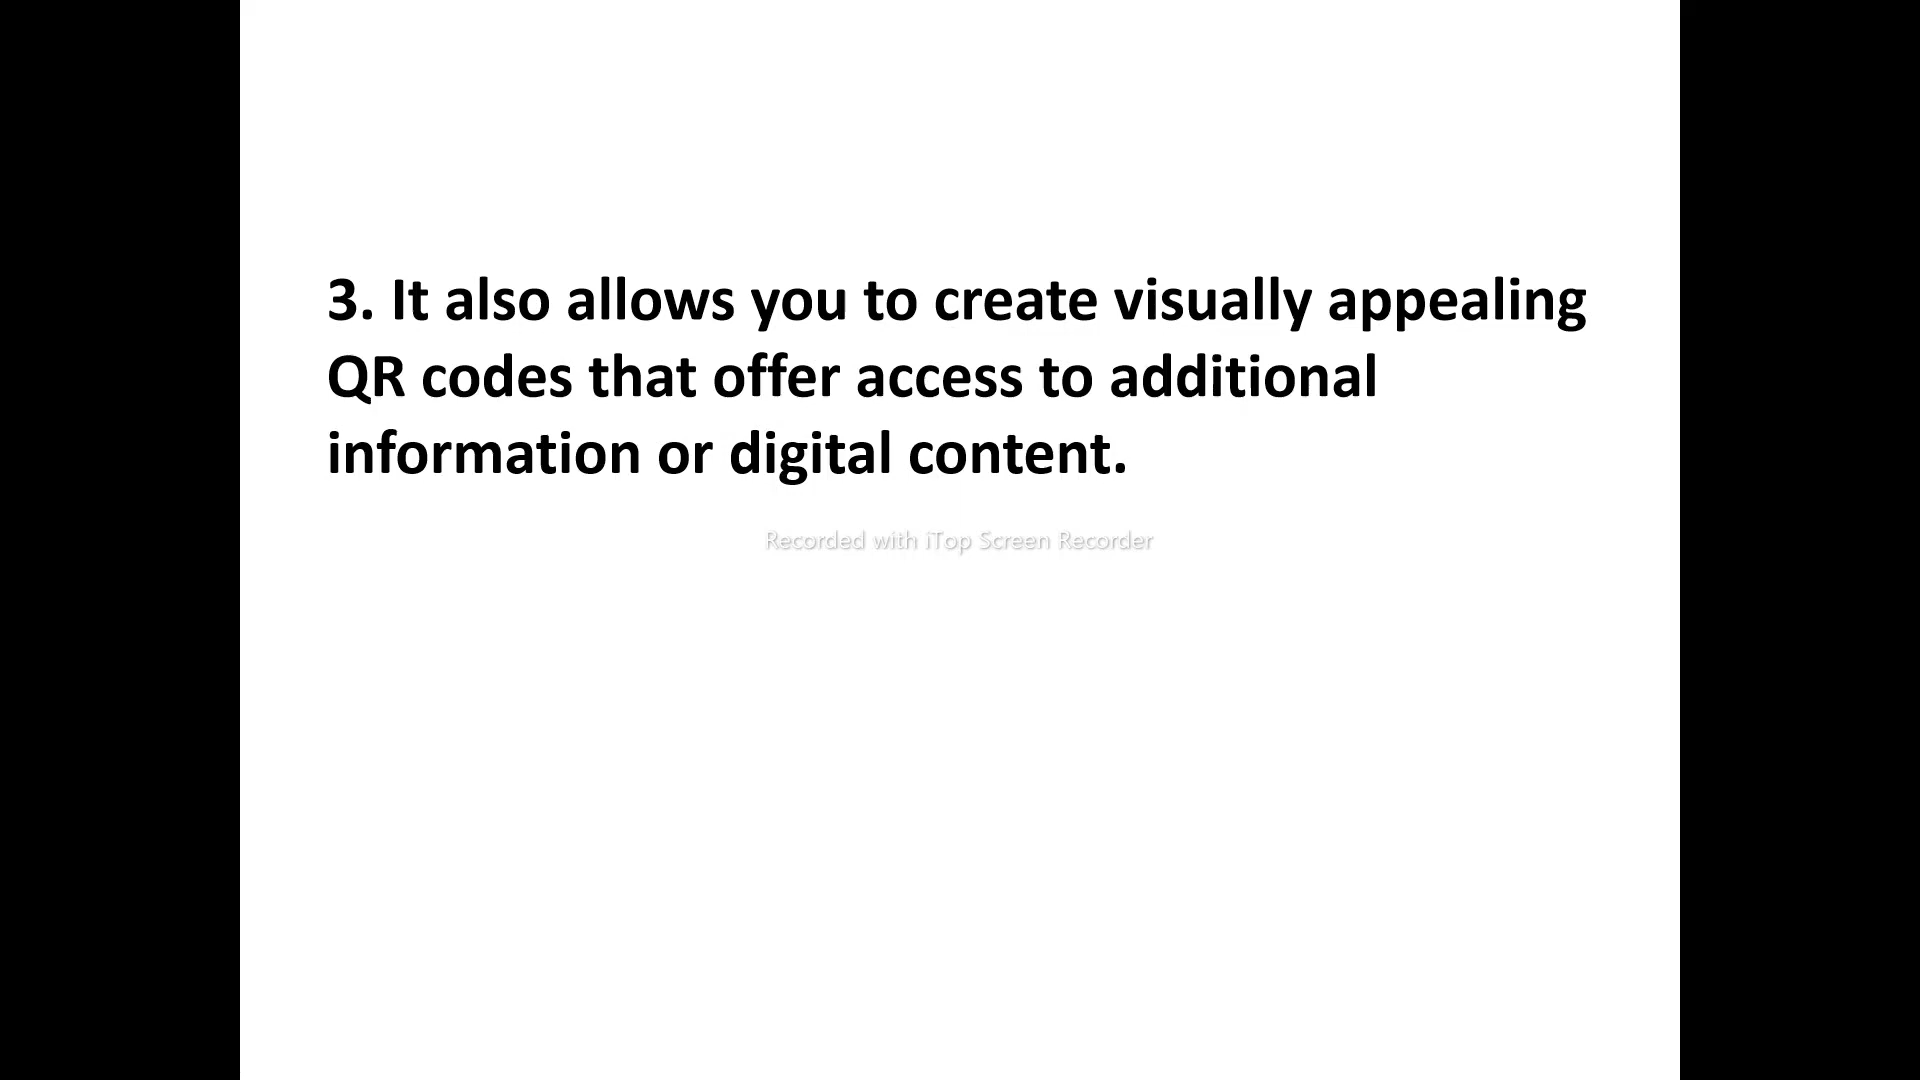 3. It also allows you to create visually appealing
QR codes that offer access to additional
information or digital content.
Recorded with iTop Screen Recorder